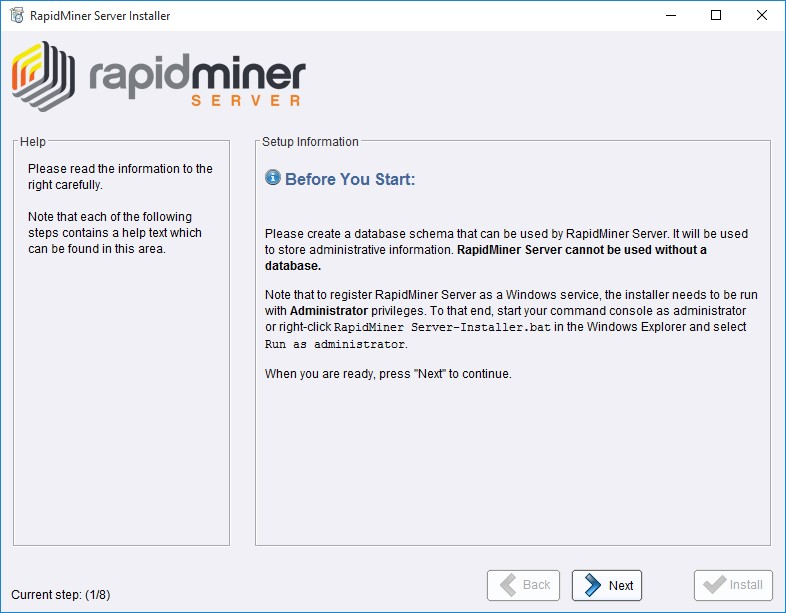 RapidMiner Server Installer
rapidminer
SERVER
Help
Please read the information to the
right carefully.
Note that each of the following
steps contains a help text which
can be found in this area.
Setup Information
Before You Start:
Please create a database schema that can be used by RapidMiner Server. It will be used
to store administrative information. RapidMiner Server cannot be used without a
database.
Note that to register RapidMiner Server as a Windows service, the installer needs to be run
with Administrator privileges. To that end, start your command console as administrator
or right-click RapidMiner Server-Installer.bat in the Windows Explorer and select
Run as administrator.
When you are ready, press "Next" to continue.
Current step: (1/8)
Back
Next
Install